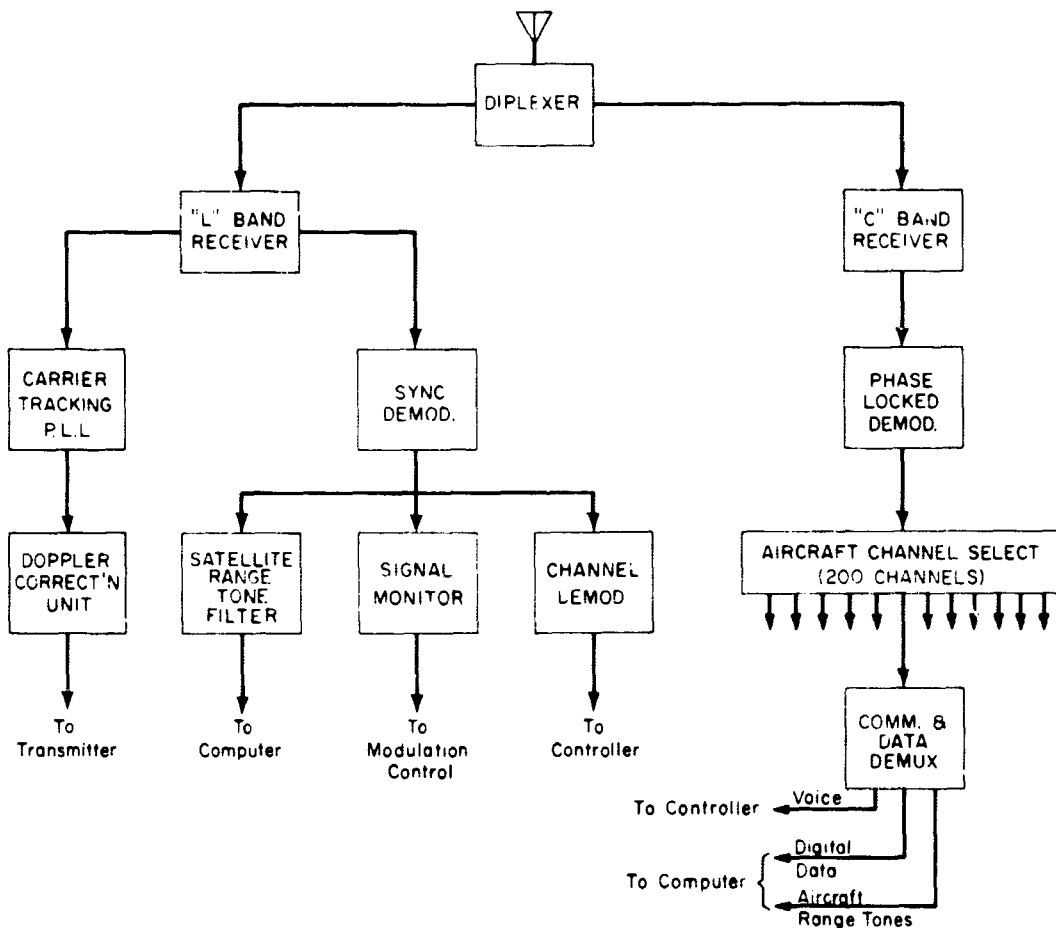 DIPLEXER
"L" BAND
RECEIVER
"C" BAND
RECEIVER
CARRIER
TRACKING
P.L.L
SYNC
DEMOD.
PHASE
LOCKED
DEMOD.
DOPPLER
CORRECT'N
UNIT
SATELLITE
RANGE
TONE
FILTER
SIGNAL
MONITOR
CHANNEL
LEMOD
AIRCRAFT CHANNEL SELECT
(200 CHANNELS)
To
Transmitter
To
Computer
To
Modulation
Control
To
Controller
COMM. &
DATA
DEMUX
To Controller
Voice
To Computer
Digital
Data
Aircraft
Range Tones